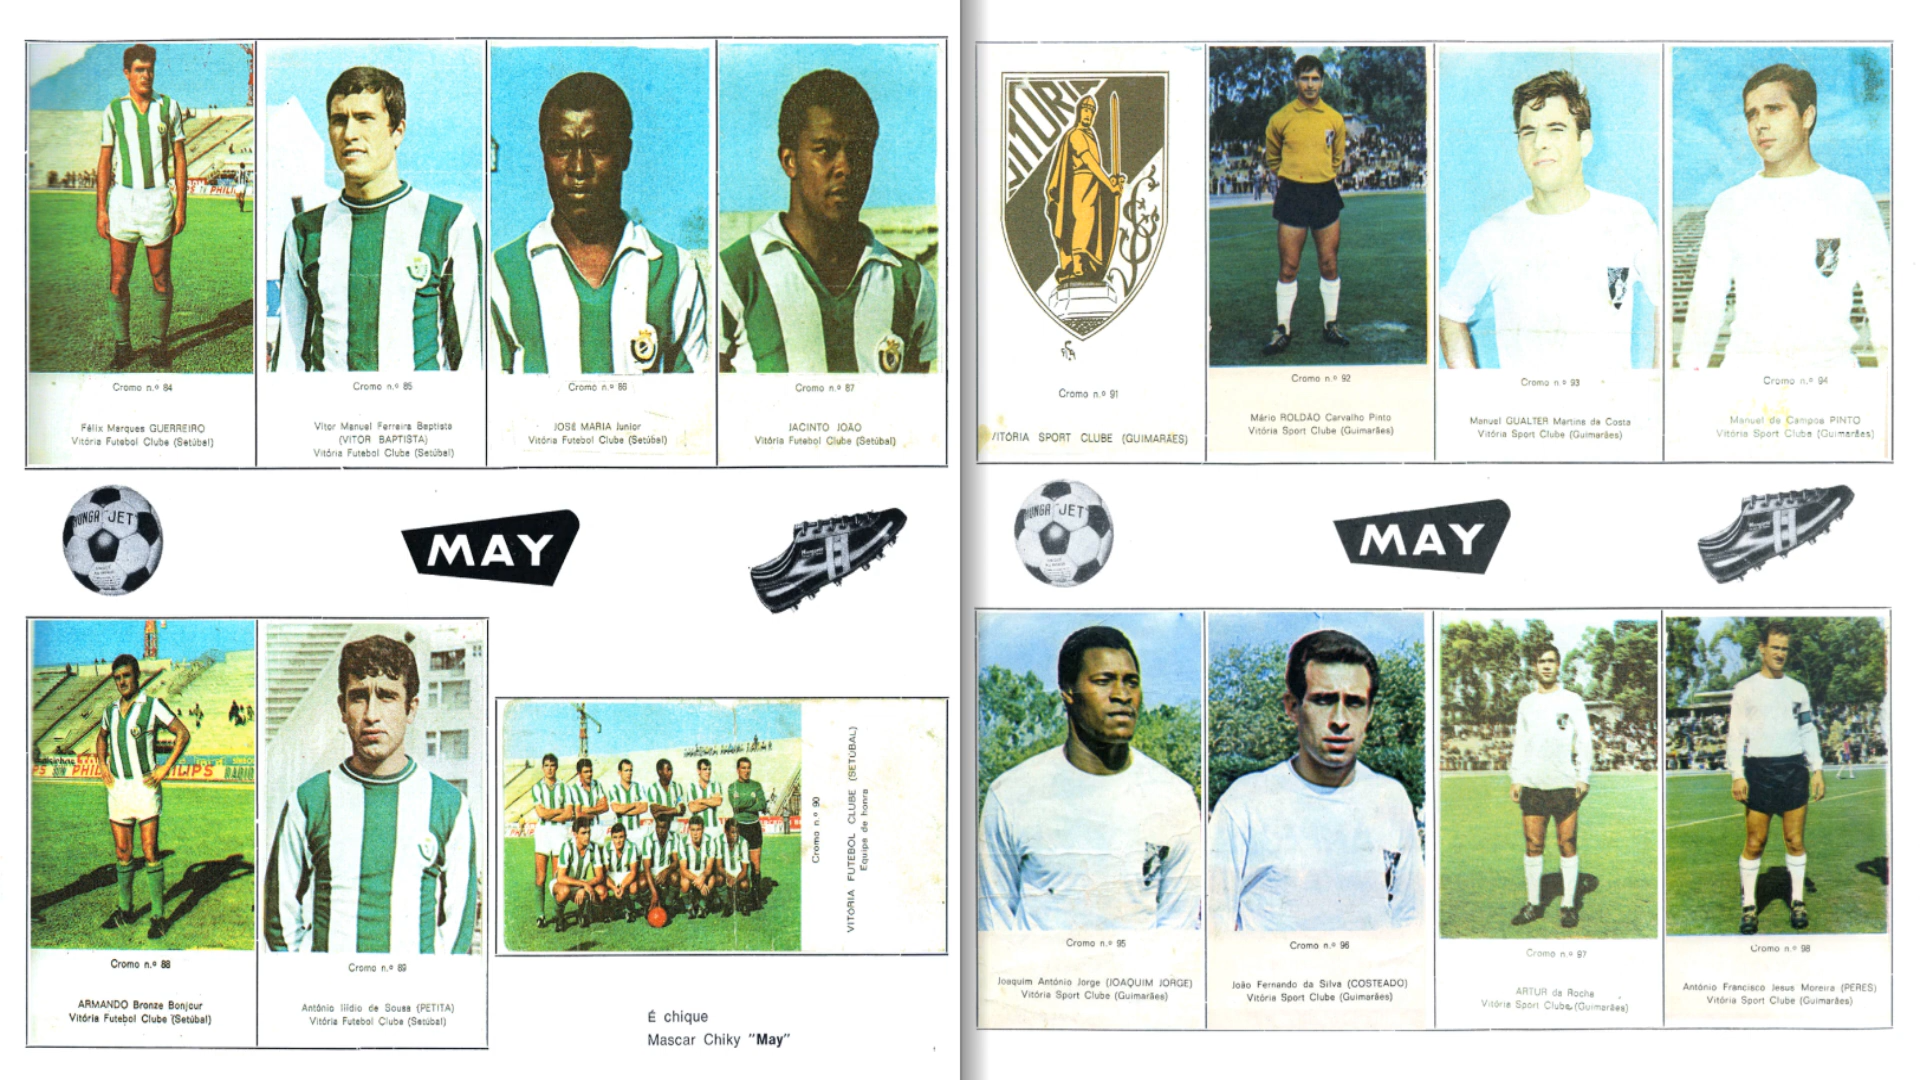 Cromo n.º 84
Félix Marques GUERREIRO
Vitória Futebol Clube (Setúbal)
Cromo n.º 85
Vítor Manuel Ferreira Baptista
(VITOR BAPTISTA)
Vitória Futebol Clube (Setúbal)
Cromo n.º 86
JOSÉ MARIA Junior
Vitória Futebol Clube (Setúbal)
Cromo n.º 87
JACINTO JOÃO
Vitória Futebol Clube (Setúbal)
HUNGA JET
MAY
Cromo n.º 88
ARMANDO Bronze Bonjour
Vitória Futebol Clube (Setúbal)
Cromo n.º 89
António Ilídio de Sousa (PETITA)
Vitória Futebol Clube (Setúbal)
Cromo n.º 90
VITÓRIA FUTEBOL CLUBE (SETÚBAL)
Equipa de honra
É chique
Mascar Chiky "May"
Cromo n.º 91
VITÓRIA SPORT CLUBE (GUIMARÃES)
Cromo n.º 92
Mário ROLDÃO Carvalho Pinto
Vitória Sport Clube (Guimarães)
Cromo n.º 93
Manuel GUALTER Martins da Costa
Vitória Sport Clube (Guimarães)
Cromo n.º 94
Manuel de Campos PINTO
Vitória Sport Clube (Guimarães)
HUNGA JET
MAY
Cromo n.º 95
Joaquim António Jorge (JOAQUIM JORGE)
Vitória Sport Clube (Guimarães)
Cromo n.º 96
João Fernando da Silva (COSTEADO)
Vitória Sport Clube (Guimarães)
Cromo n.º 97
ARTUR da Rocha
Vitória Sport Clube (Guimarães)
Cromo n.º 98
António Francisco Jesus Moreira (PERES)
Vitória Sport Clube (Guimarães)